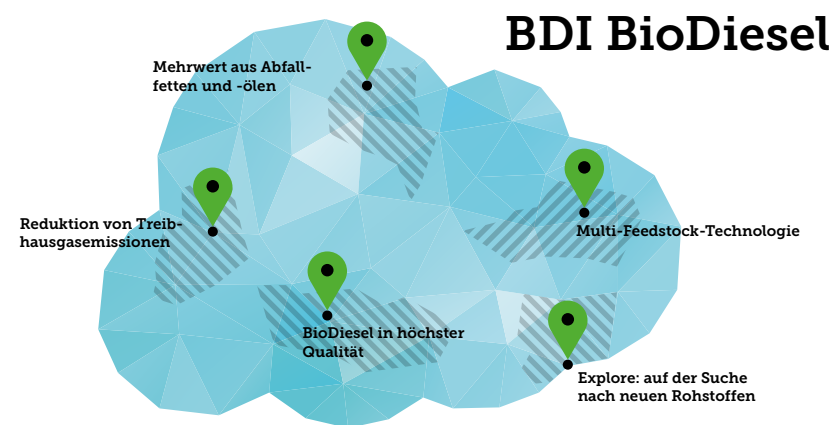 BDI BioDiesel
Mehrwert aus Abfall-
fetten und -ölen
Reduktion von Treib-
hausgasemissionen
Multi-Feedstock-Technologie
BioDiesel in höchster
Qualität
Explore: auf der Suche
nach neuen Rohstoffen